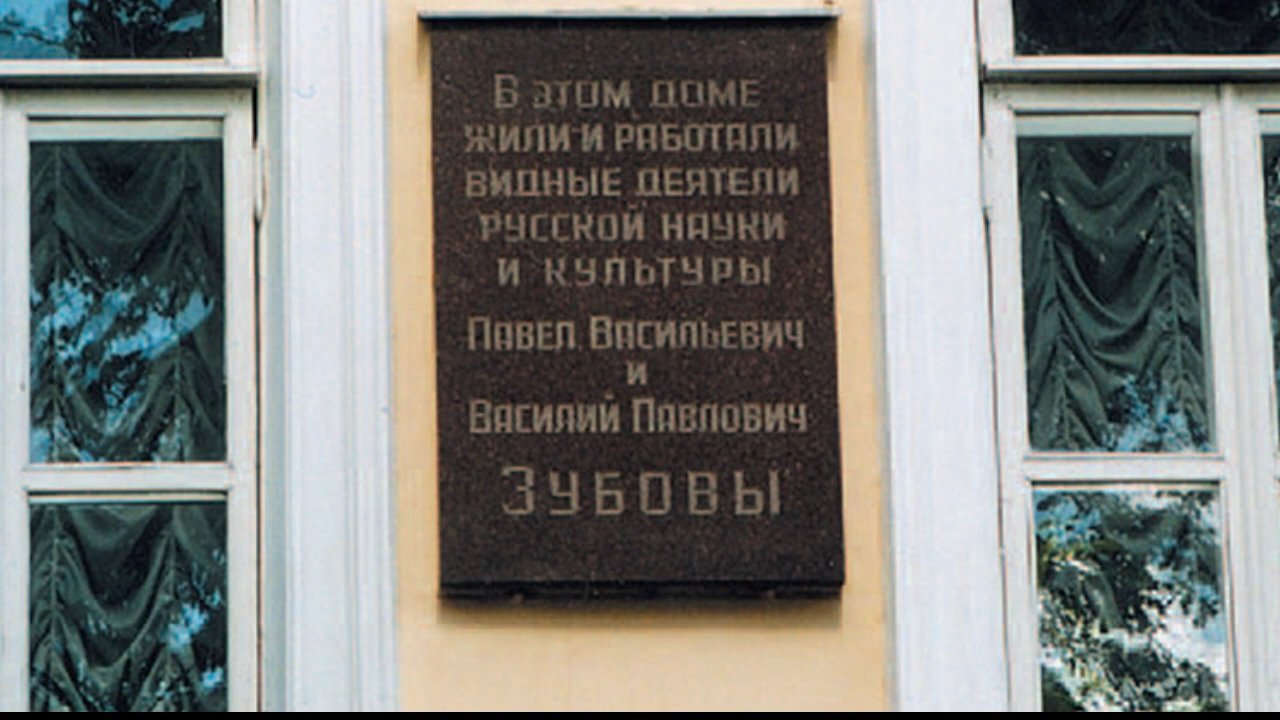 В ЭТОМ ДОМЕ
ЖИЛИ И РАБОТАЛИ
ВИДНЫЕ ДЕЯТЕЛИ
РУССКОЙ НАУКИ
И КУЛЬТУРЫ
ПАВЕЛ ВАСИЛЬЕВИЧ
И
ВАСИЛИЙ ПАВЛОВИЧ
ЗУБОВЫ